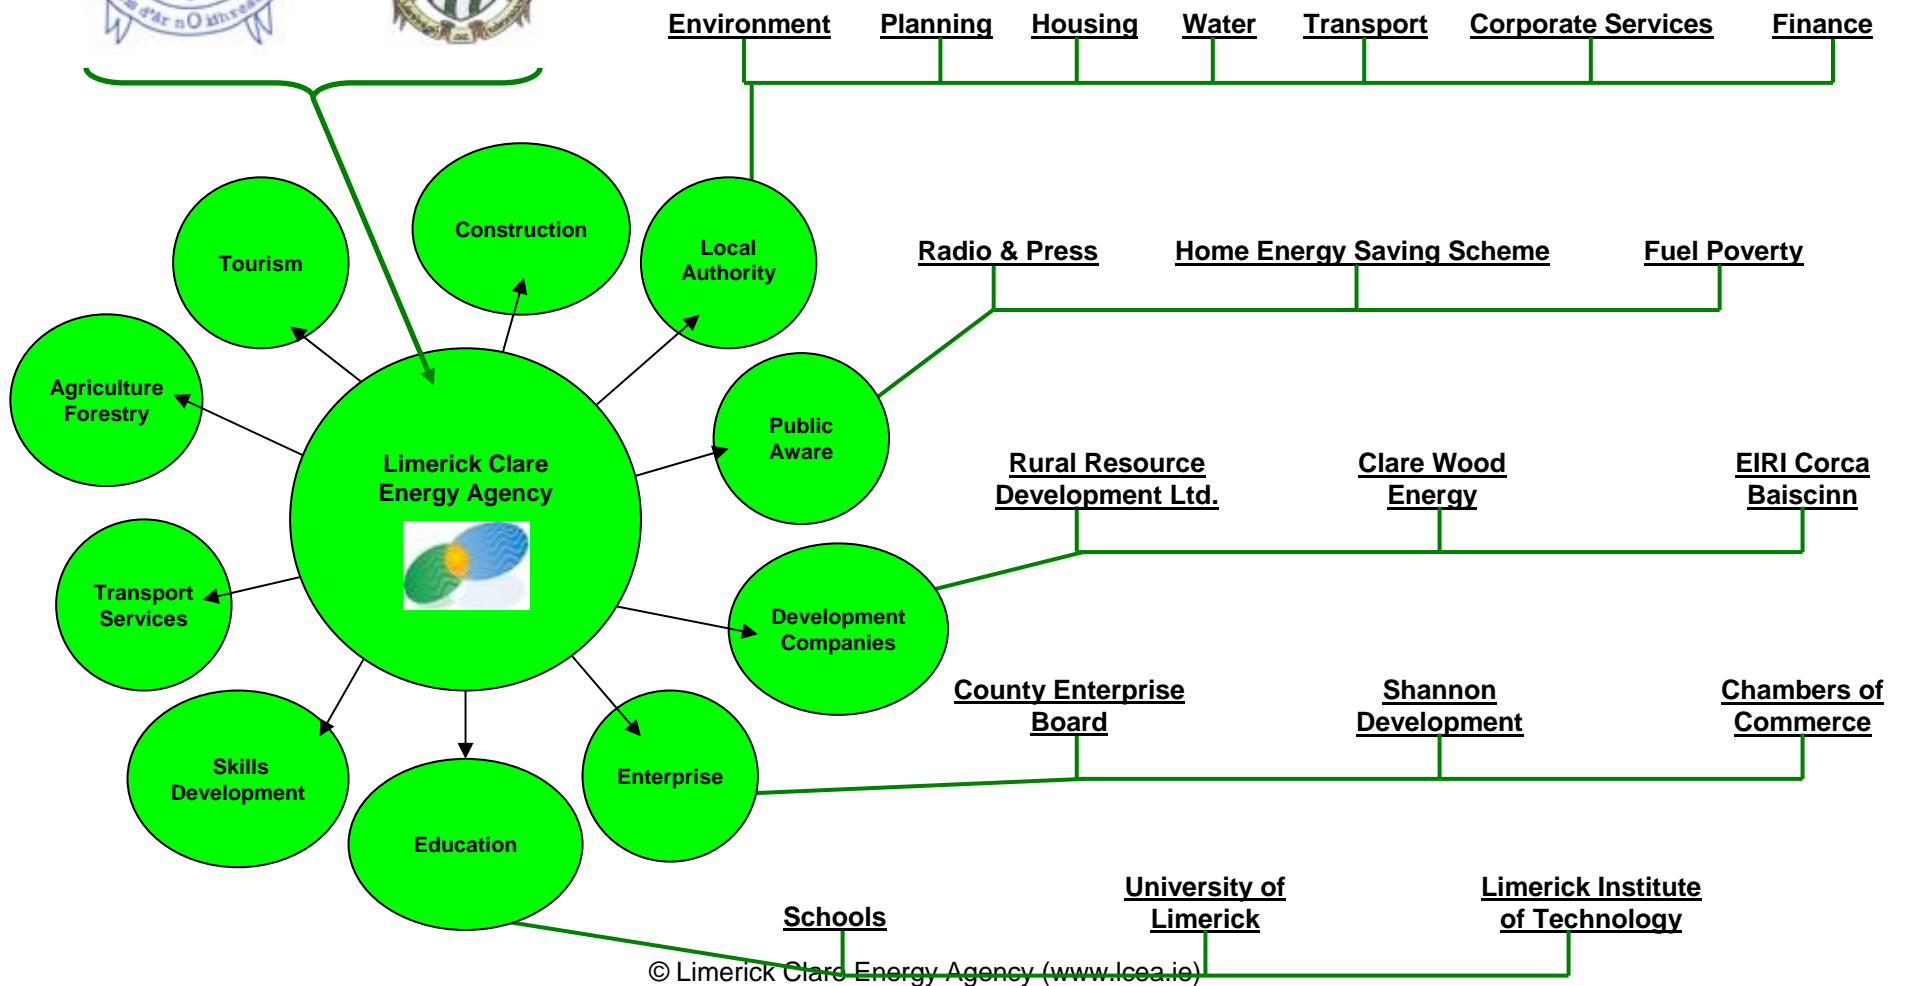 Environment
Planning
Housing
Water
Transport
Corporate Services
Finance
Construction
Tourism
Local
Authority
Radio & Press
Home Energy Saving Scheme
Fuel Poverty
Agriculture
Forestry
Public
Aware
Limerick Clare
Energy Agency
Rural Resource
Development Ltd.
Clare Wood
Energy
EIRI Corca
Baiscinn
Transport
Services
Development
Companies
County Enterprise
Board
Shannon
Development
Chambers of
Commerce
Skills
Development
Enterprise
Education
Schools
University of
Limerick
Limerick Institute
of Technology
© Limerick Clare Energy Agency (www.lcea.ie)